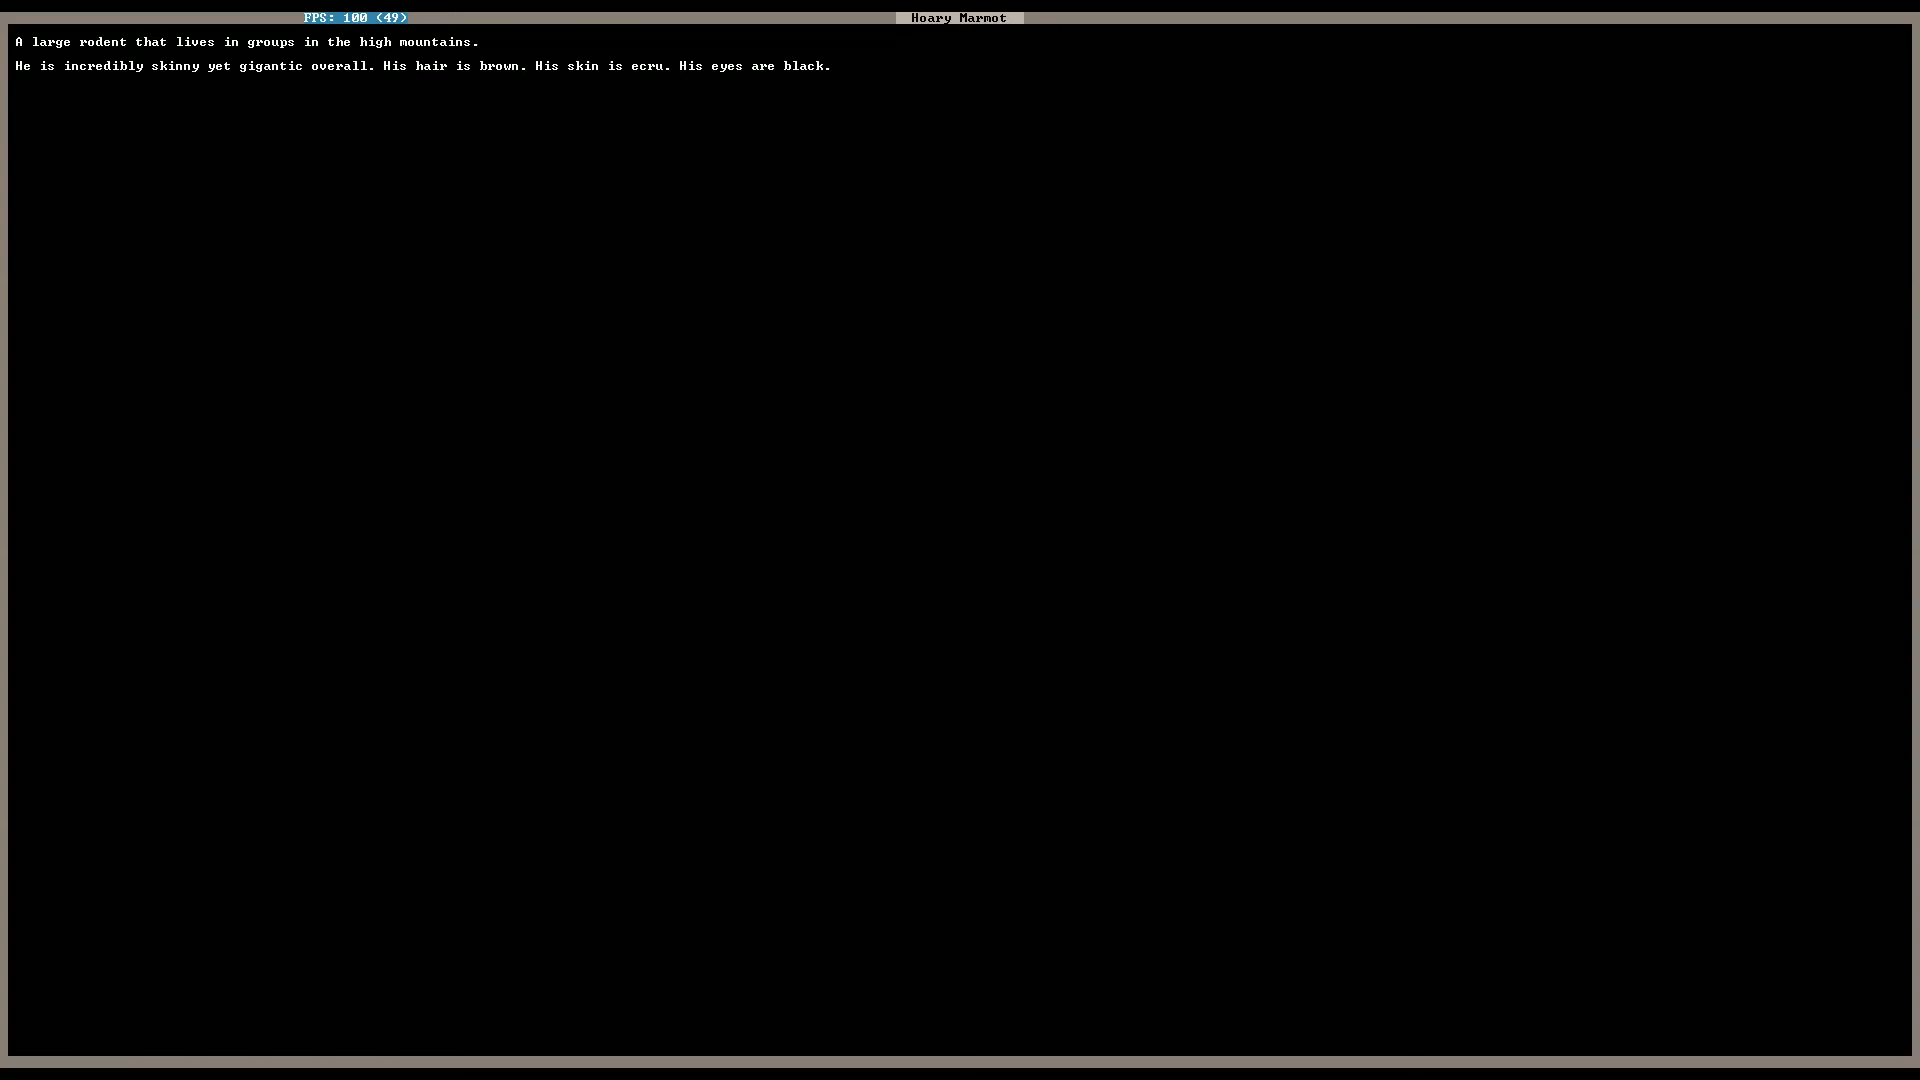 FPS: 100 (49) Hoary Marmot
A large rodent that lives in groups in the high mountains.
He is incredibly skinny yet gigantic overall. His hair is brown. His skin is ecru. His eyes are black.